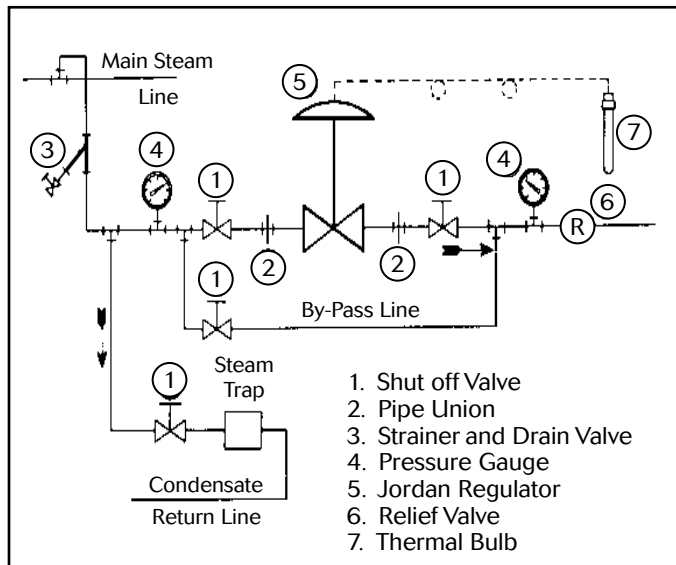 Main Steam
Line
5
7
3
4
1
1
4
6
R
2
2
1
By-Pass Line
Steam
Trap
1
Condensate
Return Line
1. Shut off Valve
2. Pipe Union
3. Strainer and Drain Valve
4. Pressure Gauge
5. Jordan Regulator
6. Relief Valve
7. Thermal Bulb